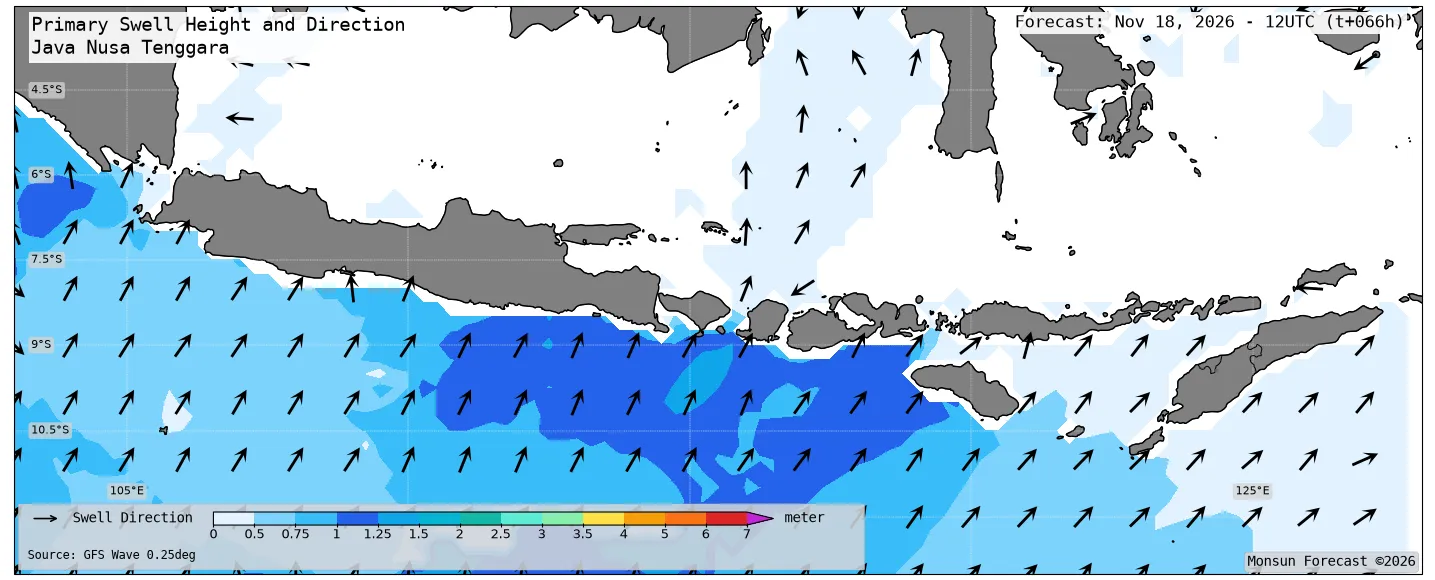 Primary Swell Height and Direction
Java Nusa Tenggara
Forecast: Nov 18, 2026 - 12UTC (t+066h)
4.5°S
6°S
7.5°S
9°S
10.5°S
105°E
125°E
Swell Direction
0 0.5 0.75 1 1.25 1.5 2 2.5 3 3.5 4 5 6 7
meter
Source: GFS Wave 0.25deg
Monsun Forecast ©2026